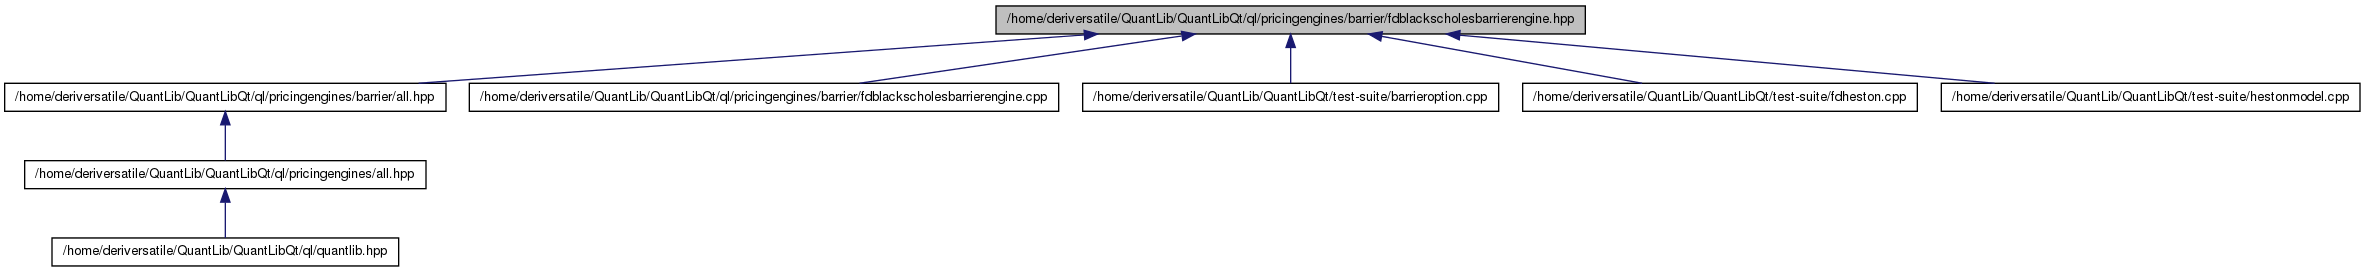 /home/deriversatile/QuantLib/QuantLibQt/ql/pricingengines/barrier/fdblackscholesbarrierengine.hpp
/home/deriversatile/QuantLib/QuantLibQt/ql/pricingengines/barrier/all.hpp
/home/deriversatile/QuantLib/QuantLibQt/ql/pricingengines/barrier/fdblackscholesbarrierengine.cpp
/home/deriversatile/QuantLib/QuantLibQt/test-suite/barrieroption.cpp
/home/deriversatile/QuantLib/QuantLibQt/test-suite/fdheston.cpp
/home/deriversatile/QuantLib/QuantLibQt/test-suite/hestonmodel.cpp
/home/deriversatile/QuantLib/QuantLibQt/ql/pricingengines/all.hpp
/home/deriversatile/QuantLib/QuantLibQt/ql/quantlib.hpp